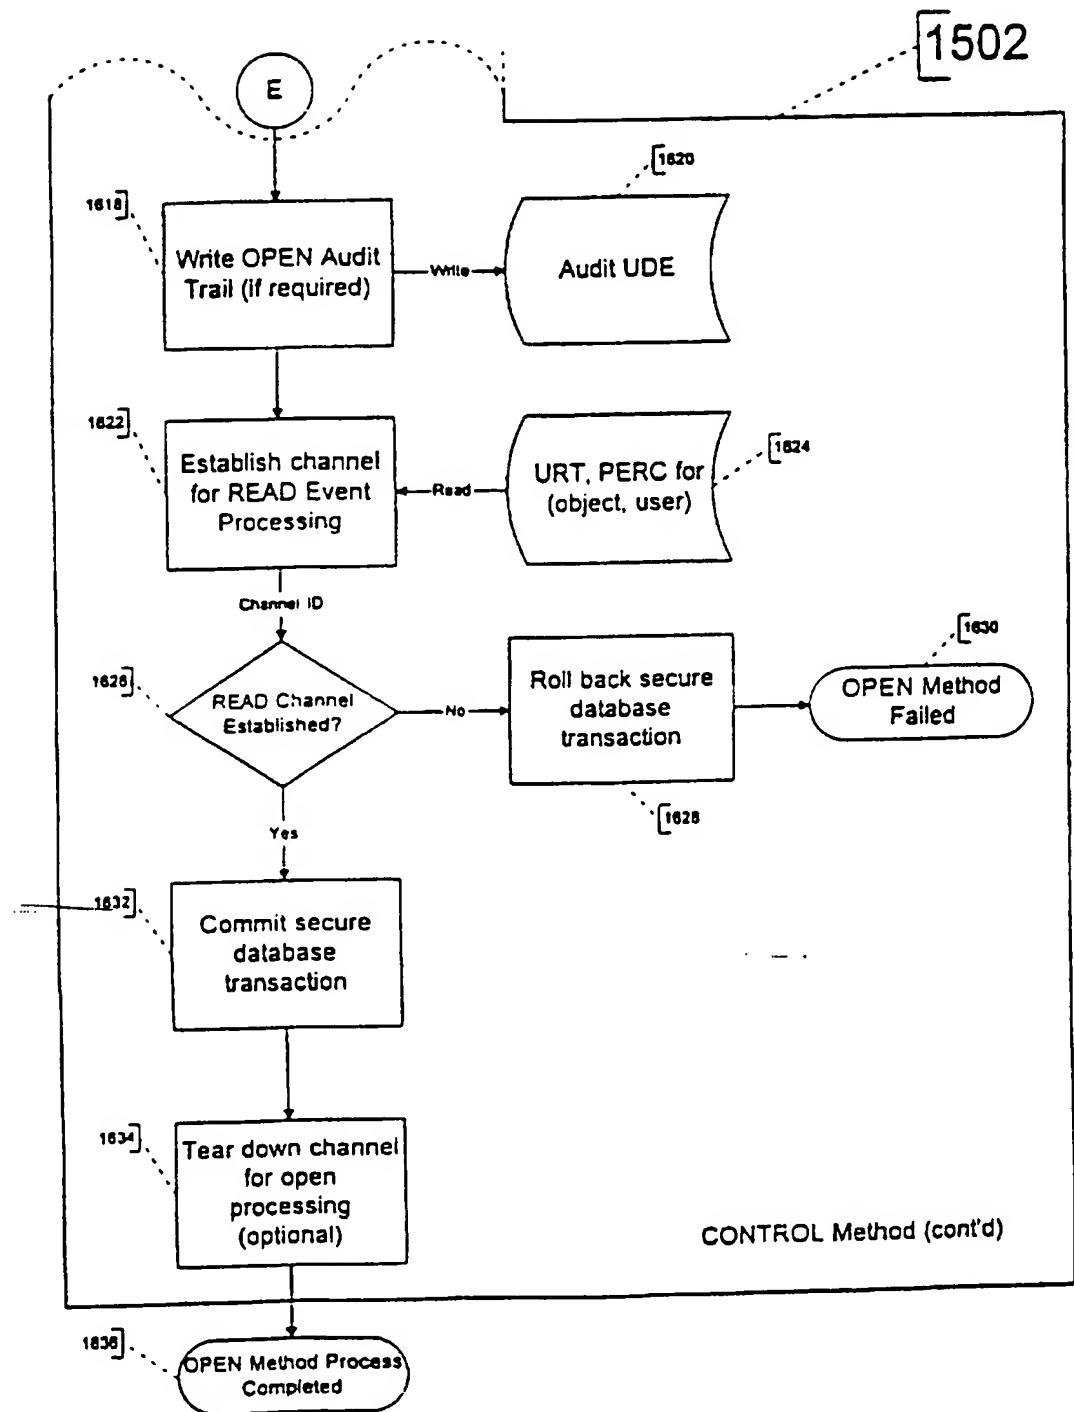 1502
E
1618
Write OPEN Audit
Trail (if required)
Write
1620
Audit UDE
1622
Establish channel
for READ Event
Processing
Read
URT, PERC for
(object, user)
1624
Channel ID
1626
READ Channel
Established?
No
Roll back secure
database
transaction
1628
1630
OPEN Method
Failed
Yes
1632
Commit secure
database
transaction
1634
Tear down channel
for open
processing
(optional)
CONTROL Method (cont'd)
1636
OPEN Method Process
Completed